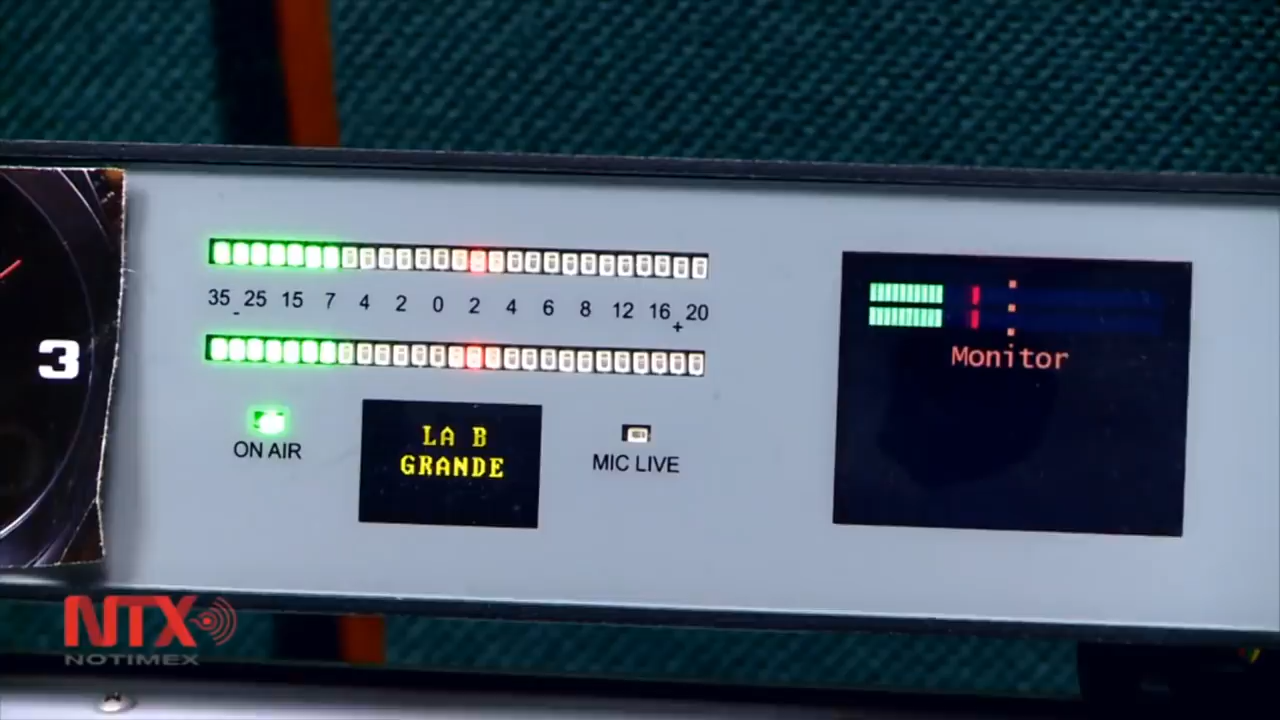 35 - 25 15 7 4 2 0 2 4 6 8 12 16 + 20
3
ON AIR
LA B
GRANDE
MIC LIVE
Monitor
NTX
NOTIMEX